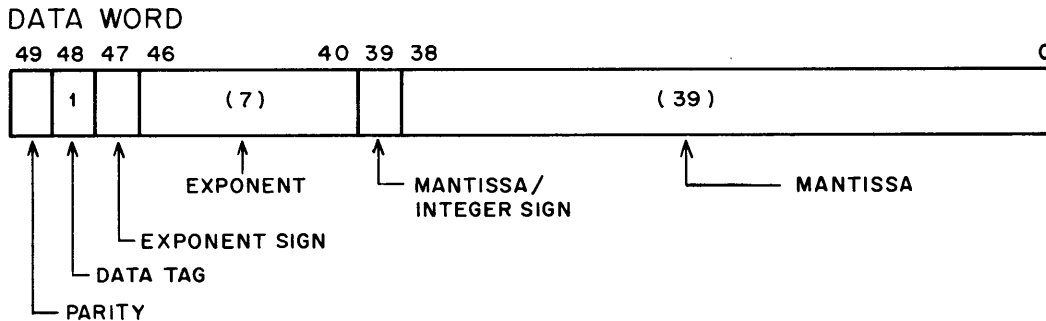 DATA WORD
49 48 47 46 40 39 38
1 (7) (39)
EXPONENT MANTISSA/ MANTISSA
INTEGER SIGN
EXPONENT SIGN
DATA TAG
PARITY